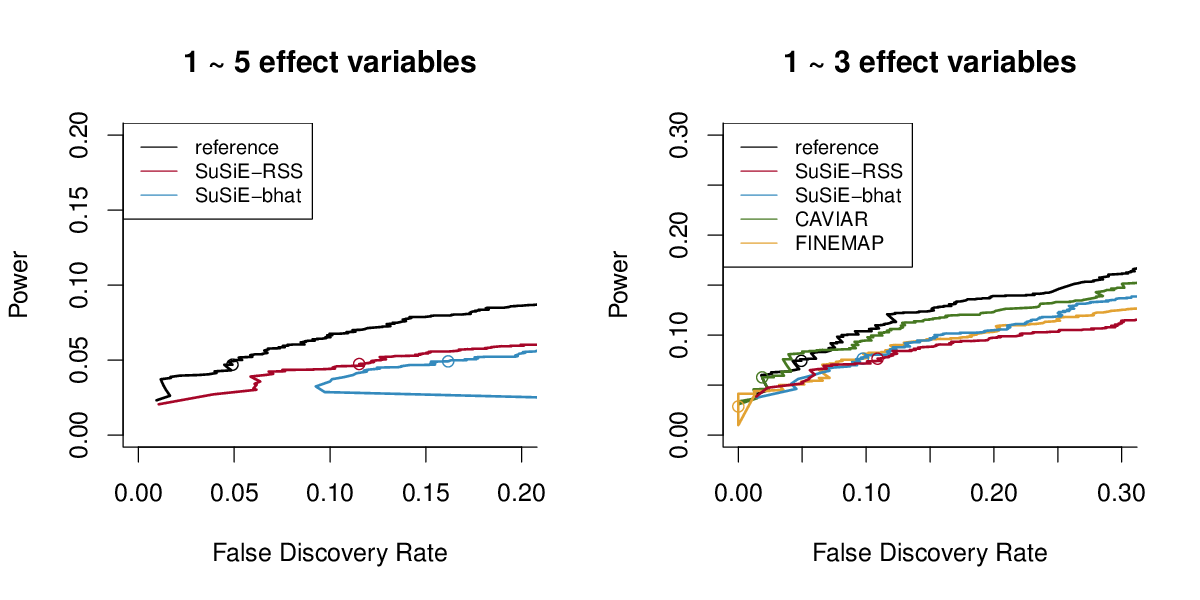 1 ~ 5 effect variables
Power
0.20
0.15
0.10
0.05
0.00
reference
SuSiE−RSS
SuSiE−bhat
0.00 0.05 0.10 0.15 0.20
False Discovery Rate
1 ~ 3 effect variables
Power
0.30
0.20
0.10
0.00
reference
SuSiE−RSS
SuSiE−bhat
CAVIAR
FINEMAP
0.00 0.10 0.20 0.30
False Discovery Rate